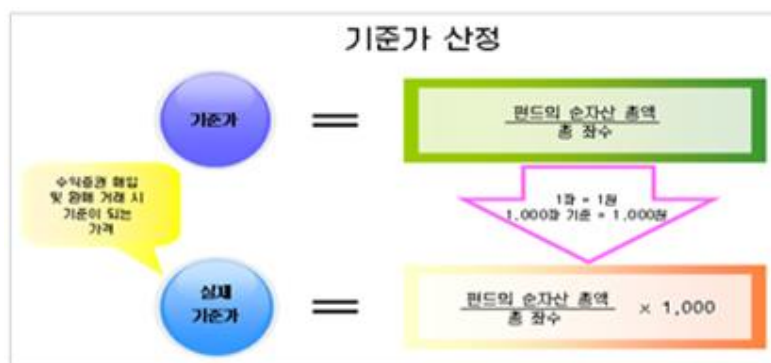 기준가 산정
기준가
=
펀드의 순자산 총액
총 좌수
수익증권 매입
및 환매 거래 시
기준이 되는
가격
1좌 = 1원
1,000좌 기준 = 1,000원
실제
기준가
=
펀드의 순자산 총액
총 좌수
× 1,000